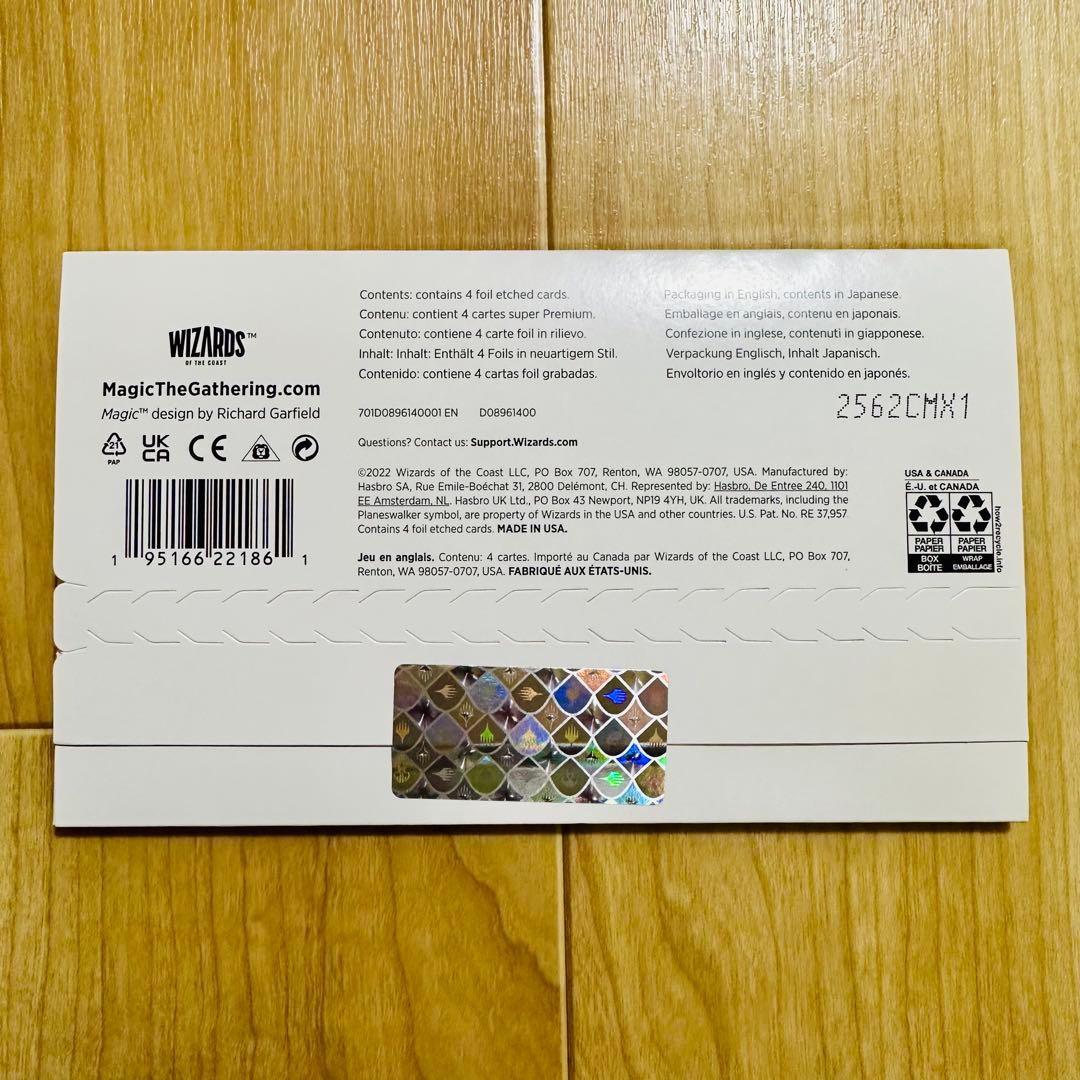 WIZARDS™
OF THE COAST
MagicTheGathering.com
Magic™ design by Richard Garfield
21
PAP
UK
CA
CE
1 95166 22186 1
Contents: contains 4 foil etched cards.
Contenu: contient 4 cartes super Premium.
Contenuto: contiene 4 carte foil in rilievo.
Inhalt: Inhalt: Enthält 4 Foils in neuartigem Stil.
Contenido: contiene 4 cartas foil grabadas.
Packaging in English, contents in Japanese.
Emballage en anglais, contenu en japonais.
Confezione in inglese, contenuti in giapponese.
Verpackung Englisch, Inhalt Japanisch.
Envoltorio en inglés y contenido en japonés.
701D0896140001 EN D08961400
2562CMX1
Questions? Contact us: Support.Wizards.com
©2022 Wizards of the Coast LLC, PO Box 707, Renton, WA 98057-0707, USA. Manufactured by:
Hasbro SA, Rue Emile-Boéchat 31, 2800 Delémont, CH. Represented by: Hasbro, De Entree 240, 1101
EE Amsterdam, NL. Hasbro UK Ltd., PO Box 43 Newport, NP19 4YH, UK. All trademarks, including the
Planeswalker symbol, are property of Wizards in the USA and other countries. U.S. Pat. No. RE 37,957.
Contains 4 foil etched cards. MADE IN USA.
Jeu en anglais. Contenu: 4 cartes. Importé au Canada par Wizards of the Coast LLC, PO Box 707,
Renton, WA 98057-0707, USA. FABRIQUÉ AUX ÉTATS-UNIS.
USA & CANADA
É.-U. et CANADA
PAPER
PAPIER
BOX
BOÎTE
PAPER
PAPIER
WRAP
EMBALLAGE
how2recycle.info